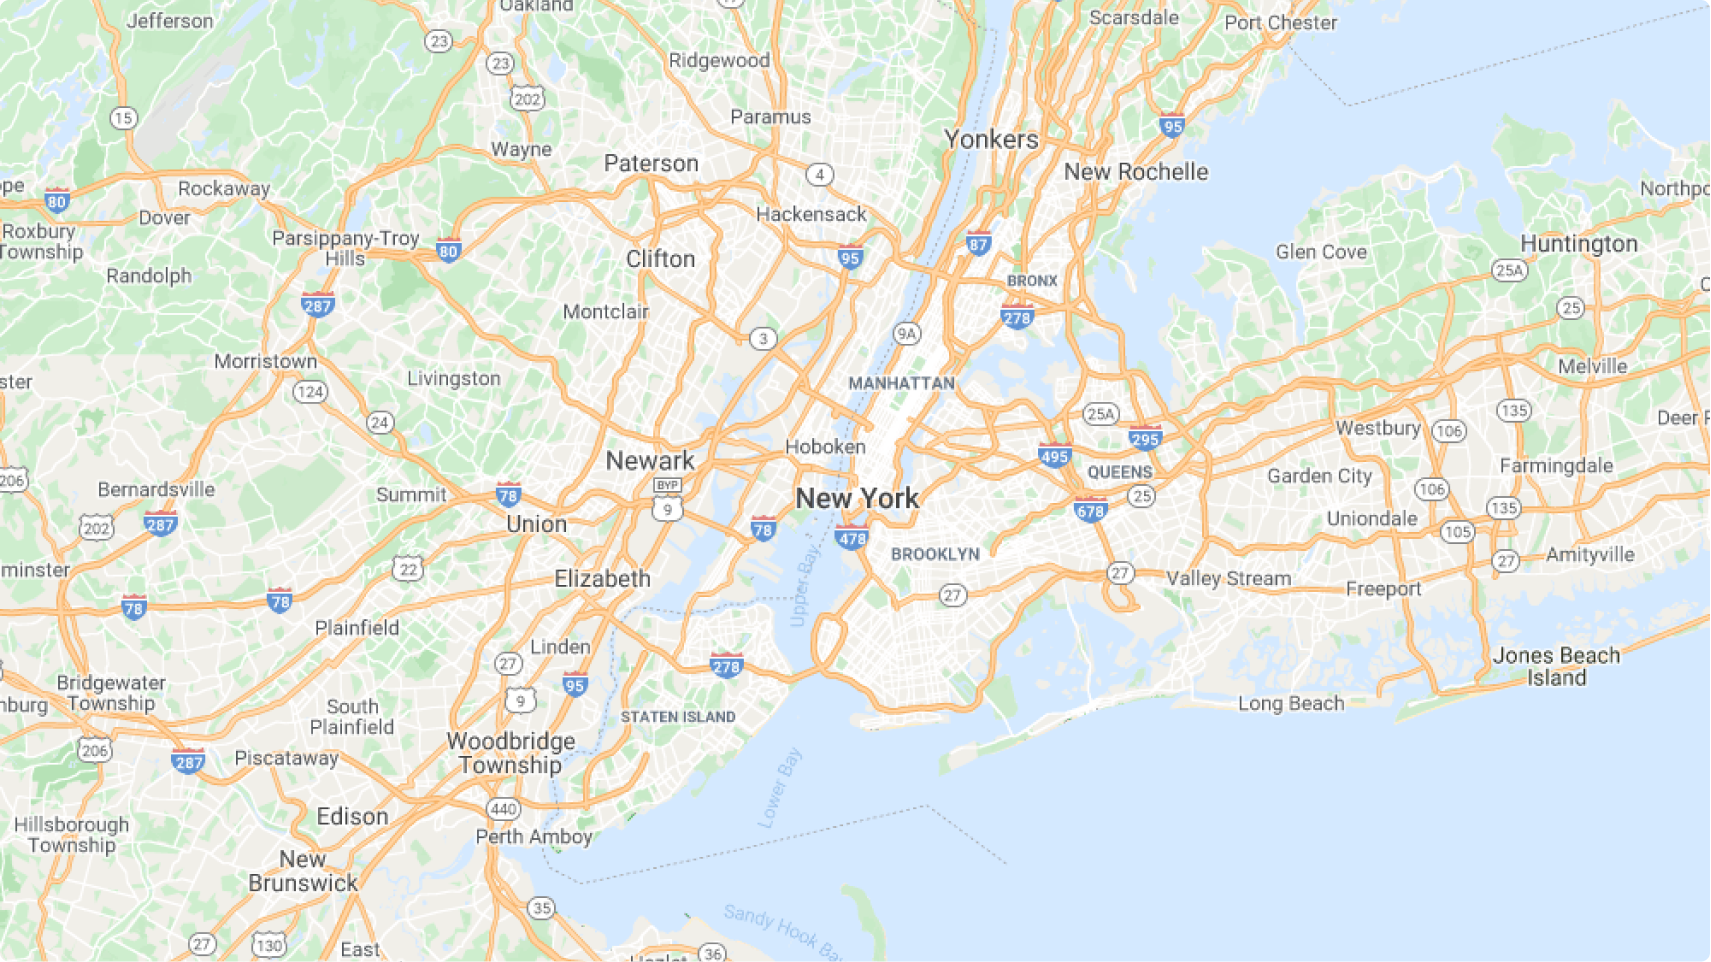 Jefferson
Oakland
Scarsdale
Port Chester
23
23
Ridgewood
202
15
Paramus
95
Yonkers
Wayne
Paterson
4
New Rochelle
80
Rockaway
Dover
Hackensack
Northpo
Roxbury
Township
Parsippany-Troy
Hills
80
Clifton
95
87
Glen Cove
Huntington
25A
Randolph
BRONX
287
Montclair
278
25
3
9A
Morristown
Livingston
MANHATTAN
Melville
124
24
25A
135
Deer
Westbury
106
295
Hoboken
495
Newark
QUEENS
Farmingdale
206
BYP
9
Garden City
Bernardsville
Summit
78
New York
25
106
135
202
287
Union
78
478
678
Uniondale
105
BROOKLYN
Amityville
minster
22
Upper Bay
27
27
Elizabeth
Valley Stream
Freeport
78
78
27
Plainfield
Linden
27
278
Jones Beach
Island
95
Bridgewater
Township
9
Long Beach
South
Plainfield
STATEN ISLAND
206
287
Piscataway
Woodbridge
Township
Lower Bay
440
Edison
Hillsborough
Township
Perth Amboy
New
Brunswick
35
Sandy Hook Bay
27
130
East
36